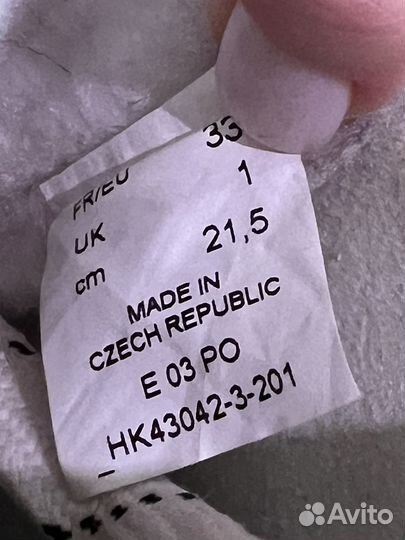 FR/EU 33
UK 1
cm 21,5
MADE IN
CZECH REPUBLIC
E 03 PO
HK43042-3-201
Avito